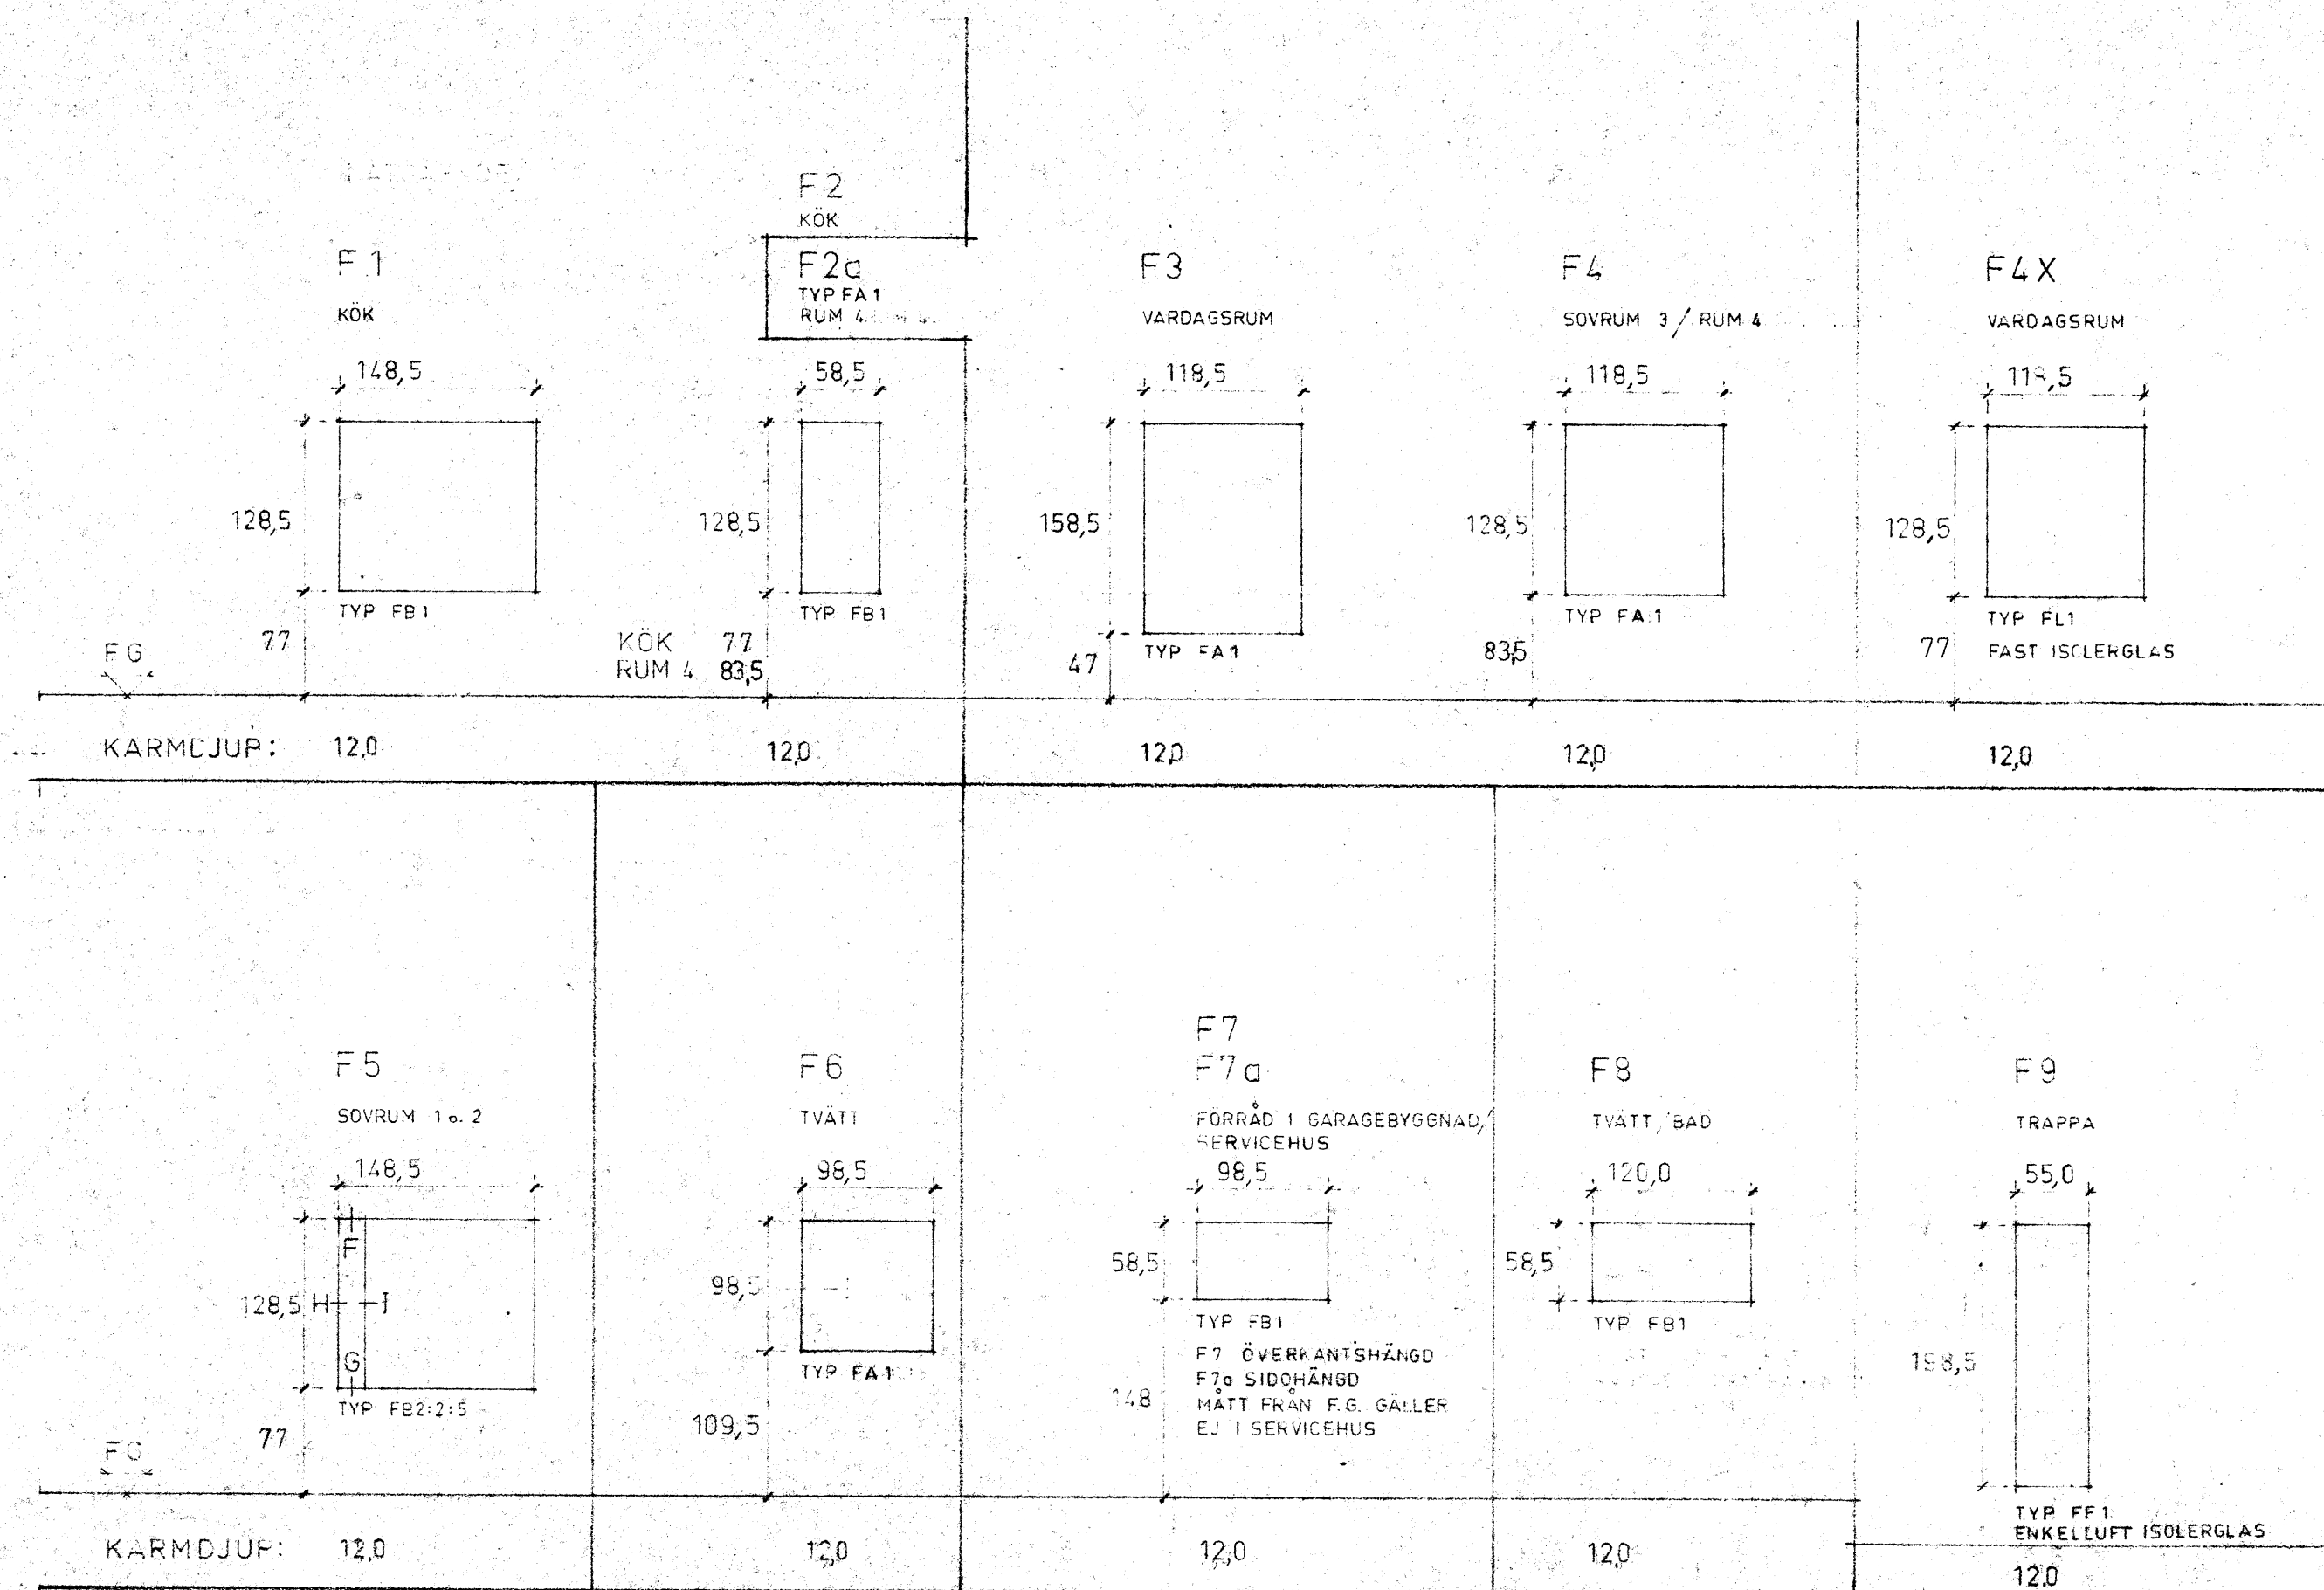 F1
KÖK
148,5
128,5
TYP FB1
77
FG
F2
KÖK
F2a
TYP FA1
RUM 4
58,5
128,5
TYP FB1
KÖK 77
RUM 4 83,5
F3
VARDAGSRUM
118,5
158,5
TYP FA1
47
F4
SOVRUM 3 / RUM 4
118,5
128,5
TYP FA1
83,5
F4X
VARDAGSRUM
118,5
128,5
TYP FL1
77 FAST ISOLERGLAS
KARMDJUP: 12,0 12,0 12,0 12,0 12,0
F5
SOVRUM 1 o. 2
148,5
F
128,5 H I
G
TYP FB2:2:5
77
FG
F6
TVÄTT
98,5
98,5
TYP FA1
109,5
F7
F7a
FÖRRÅD I GARAGEBYGGNAD/
SERVICEHUS
98,5
58,5
TYP FB1
F7 ÖVERKANTSHÄNGD
F7a SIDOHÄNGD
148 MÅTT FRÅN F.G. GÄLLER
EJ I SERVICEHUS
F8
TVÄTT/BAD
120,0
58,5
TYP FB1
F9
TRAPPA
55,0
198,5
TYP FF1
ENKELLUFT ISOLERGLAS
KARMDJUP: 12,0 12,0 12,0 12,0 12,0